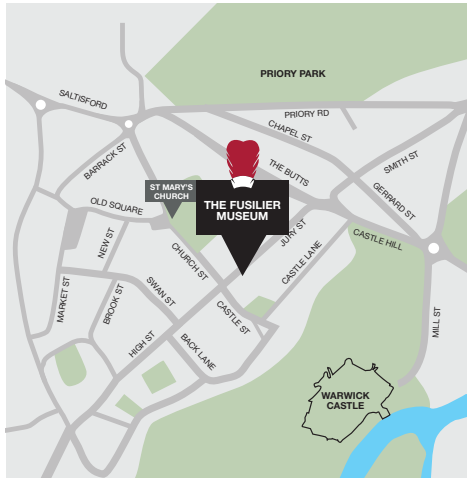 PRIORY PARK
SALTISFORD
PRIORY RD
CHAPEL ST
BARRACK ST
THE BUTTS
SMITH ST
ST MARY'S
CHURCH
GERRARD ST
THE FUSILIER
MUSEUM
OLD SQUARE
JURY ST
NEW ST
CHURCH ST
CASTLE LANE
CASTLE HILL
MARKET ST
BROOK ST
SWAN ST
CASTLE ST
HIGH ST
BACK LANE
MILL ST
WARWICK
CASTLE